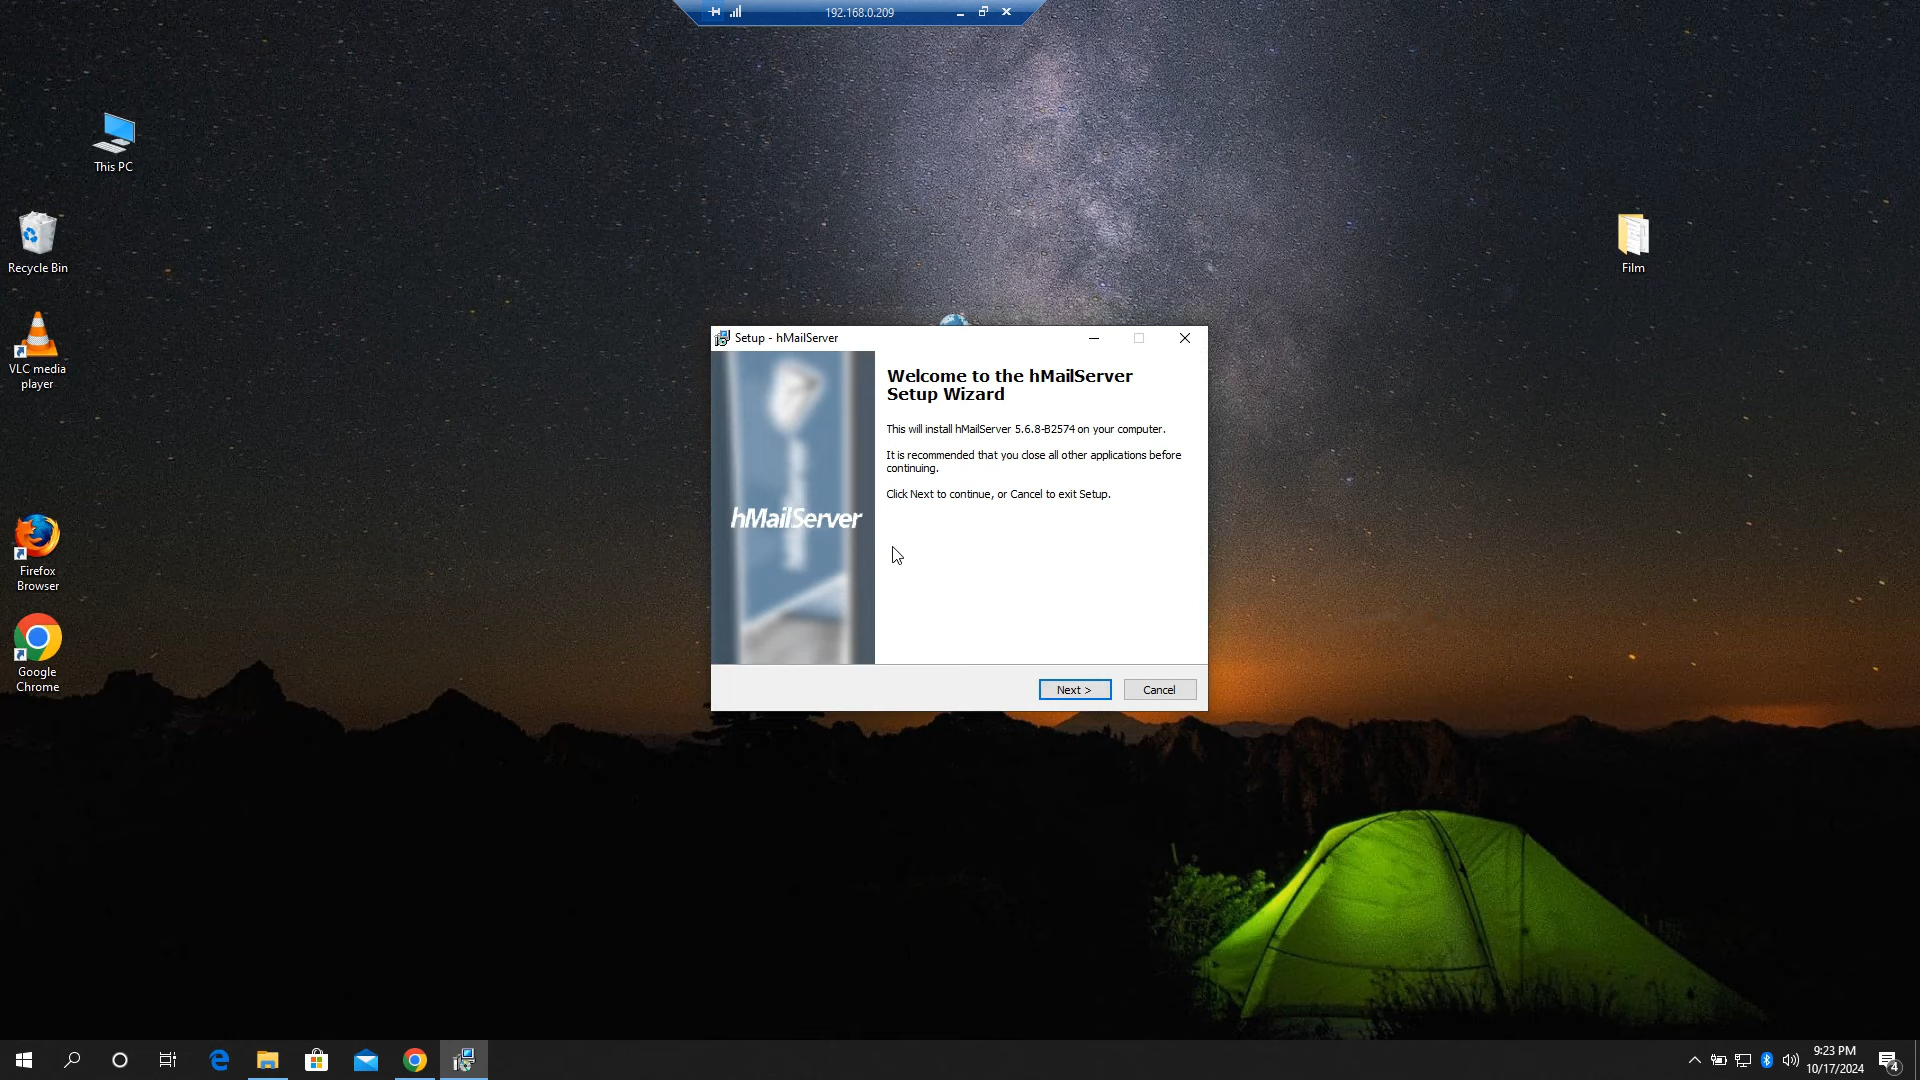 192.168.0.209
This PC
Recycle Bin
Film
VLC media
player
Setup - hMailServer
Welcome to the hMailServer
Setup Wizard
This will install hMailServer 5.6.8-B2574 on your computer.
It is recommended that you close all other applications before
continuing.
Click Next to continue, or Cancel to exit Setup.
hMailServer
Firefox
Browser
Google
Chrome
Next >
Cancel
9:23 PM
10/17/2024
4